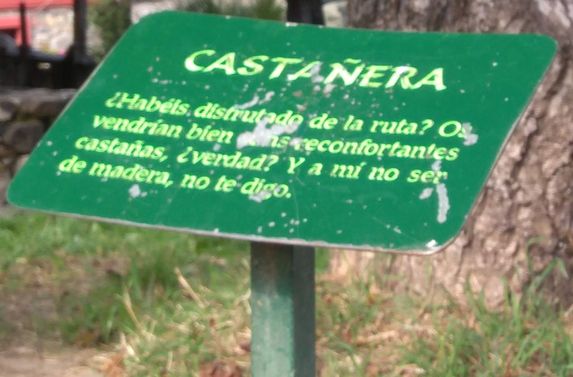 CASTAÑERA
¿Habéis disfrutado de la ruta? Os
vendrían bien reconfortantes
castañas, ¿verdad? Y a mí no ser
de madera, no te digo.